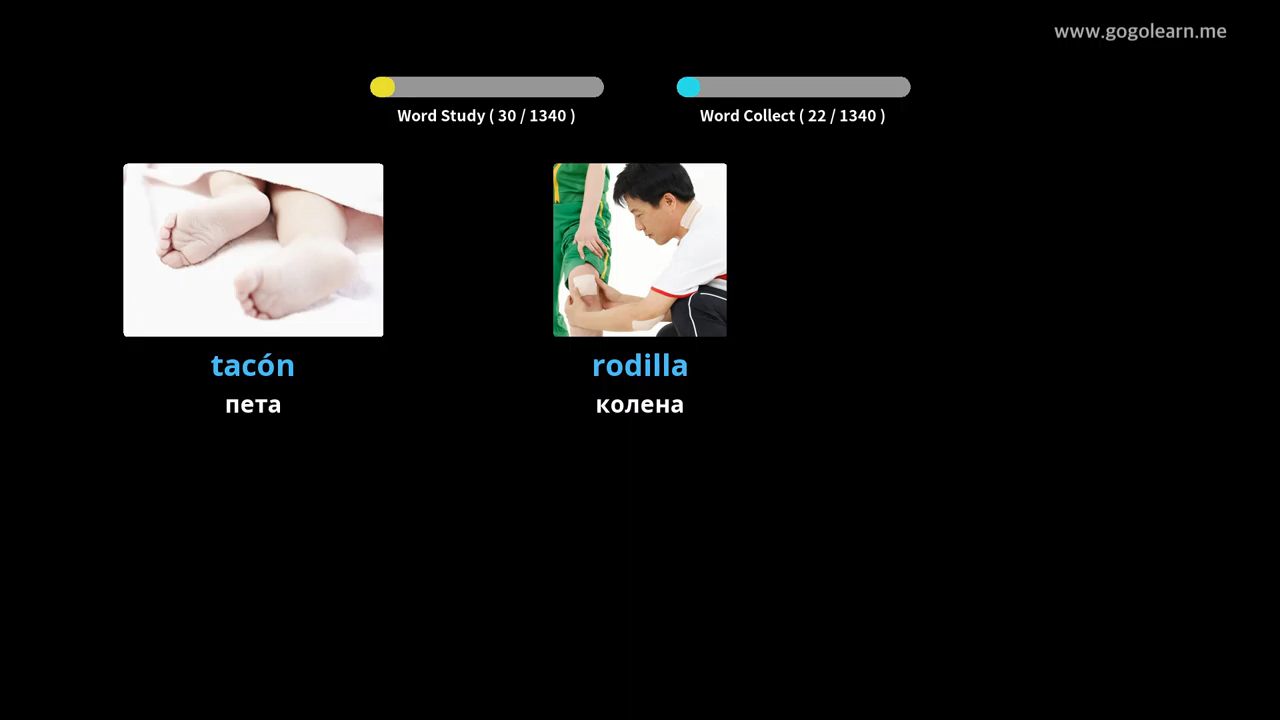 www.gogolearn.me
Word Study ( 30 / 1340 )
Word Collect ( 22 / 1340 )
tacón
пета
rodilla
колена